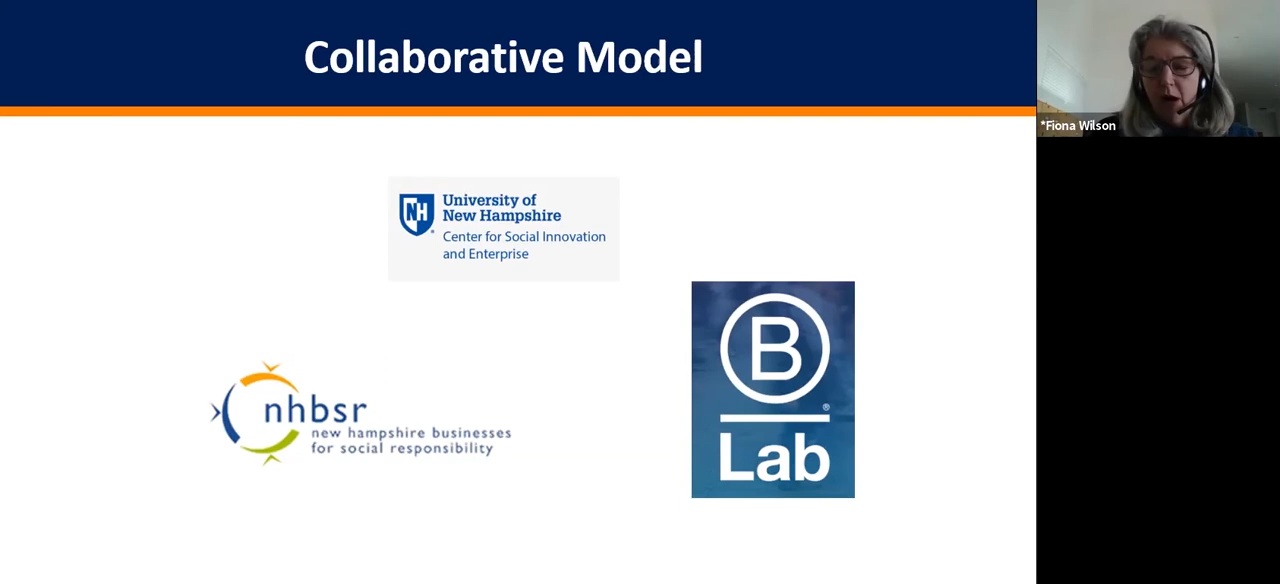 Collaborative Model
*Fiona Wilson
NH
University of
New Hampshire
Center for Social Innovation
and Enterprise
B
®
Lab
nhbsr
new hampshire businesses
for social responsibility